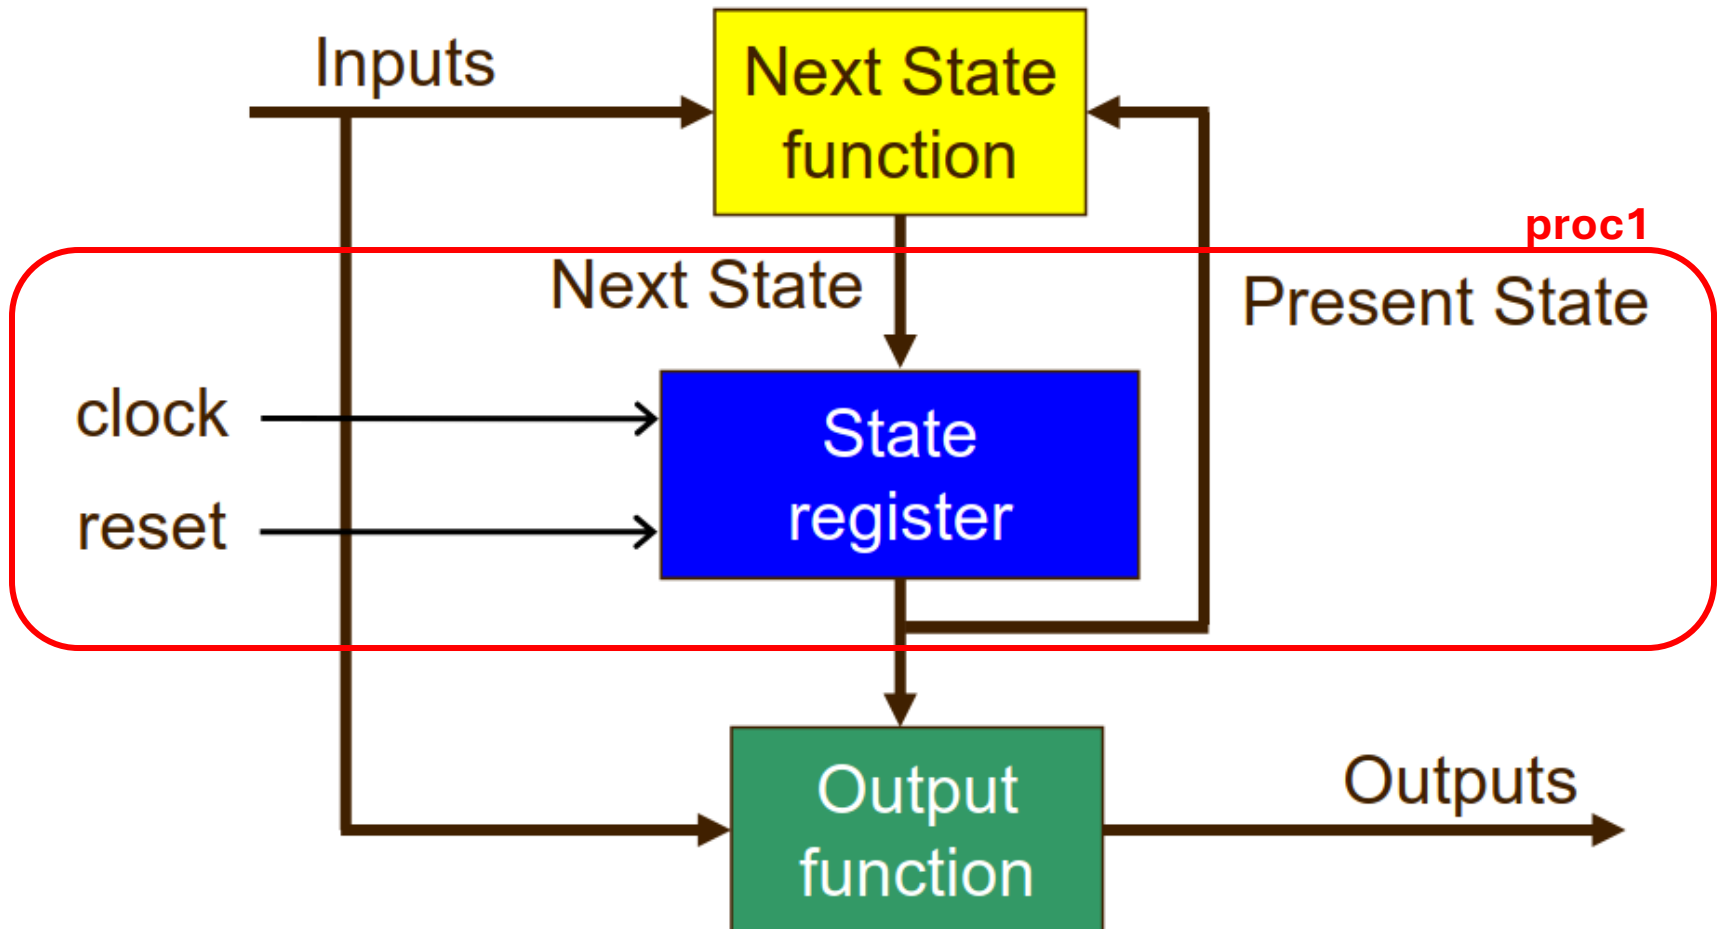 Inputs
Next State
function
proc1
Next State
Present State
clock
reset
State
register
Output
function
Outputs